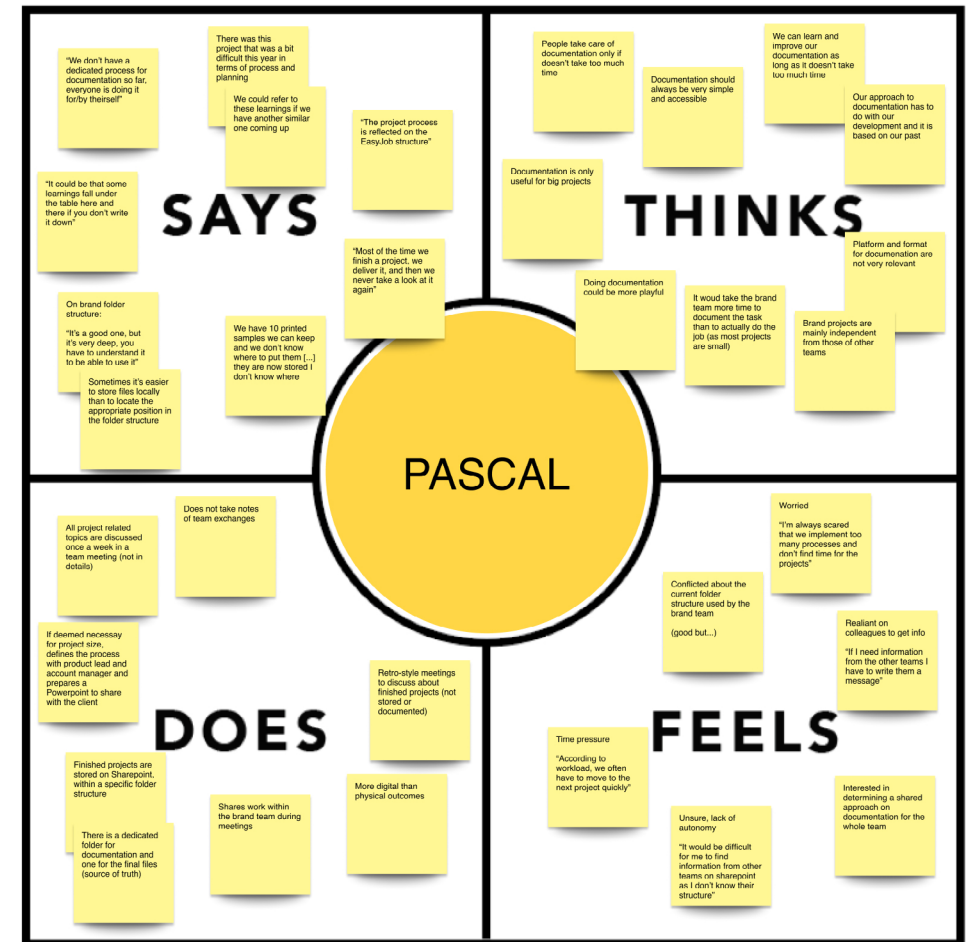 "We don't have a
dedicated process for
documentation so far,
everyone is doing it
for/by theirself"
There was this
project that was a bit
difficult this year in
terms of process and
planning
We could refer to
these learnings if we
have another similar
one coming up
"The project process
is reflected on the
EasyJob structure"
"It could be that some
learnings fall under
the table here and
there if you don't write
it down"
SAYS
"Most of the time we
finish a project, we
deliver it, and then we
never take a look at it
again"
On brand folder
structure:
"It's a good one, but
it's very deep, you
have to understand it
to be able to use it"
Sometimes it's easier
to store files locally
than to locate the
appropriate position in
the folder structure
We have 10 printed
samples we can keep
and we don't know
where to put them [...]
they are now stored I
don't know where
People take care of
documentation only if
doesn't take too much
time
Documentation should
always be very simple
and accessible
We can learn and
improve our
documentation as
long as it doesn't take
too much time
Our approach to
documentation has to
do with our
development and it is
based on our past
Documentation is only
useful for big projects
THINKS
Platform and format
for documenation are
not very relevant
Doing documentation
could be more playful
It woud take the brand
team more time to
document the task
than to actually do the
job (as most projects
are small)
Brand projects are
mainly independent
from those of other
teams
PASCAL
All project related
topics are discussed
once a week in a
team meeting (not in
details)
Does not take notes
of team exchanges
If deemed necessay
for project size,
defines the process
with product lead and
account manager and
prepares a
Powerpoint to share
with the client
Retro-style meetings
to discuss about
finished projects (not
stored or
documented)
DOES
Finished projects are
stored on Sharepoint,
within a specific folder
structure
There is a dedicated
folder for
documentation and
one for the final files
(source of truth)
Shares work within
the brand team during
meetings
More digital than
physical outcomes
Worried
"I'm always scared
that we implement too
many processes and
don't find time for the
projects"
Conflicted about the
current folder
structure used by the
brand team
(good but...)
Realiant on
colleagues to get info
"If I need information
from the other teams I
have to write them a
message"
FEELS
Time pressure
"According to
workload, we often
have to move to the
next project quickly"
Unsure, lack of
autonomy
"It would be difficult
for me to find
information from other
teams on sharepoint
as I don't know their
structure"
Interested in
determining a shared
approach on
documentation for the
whole team